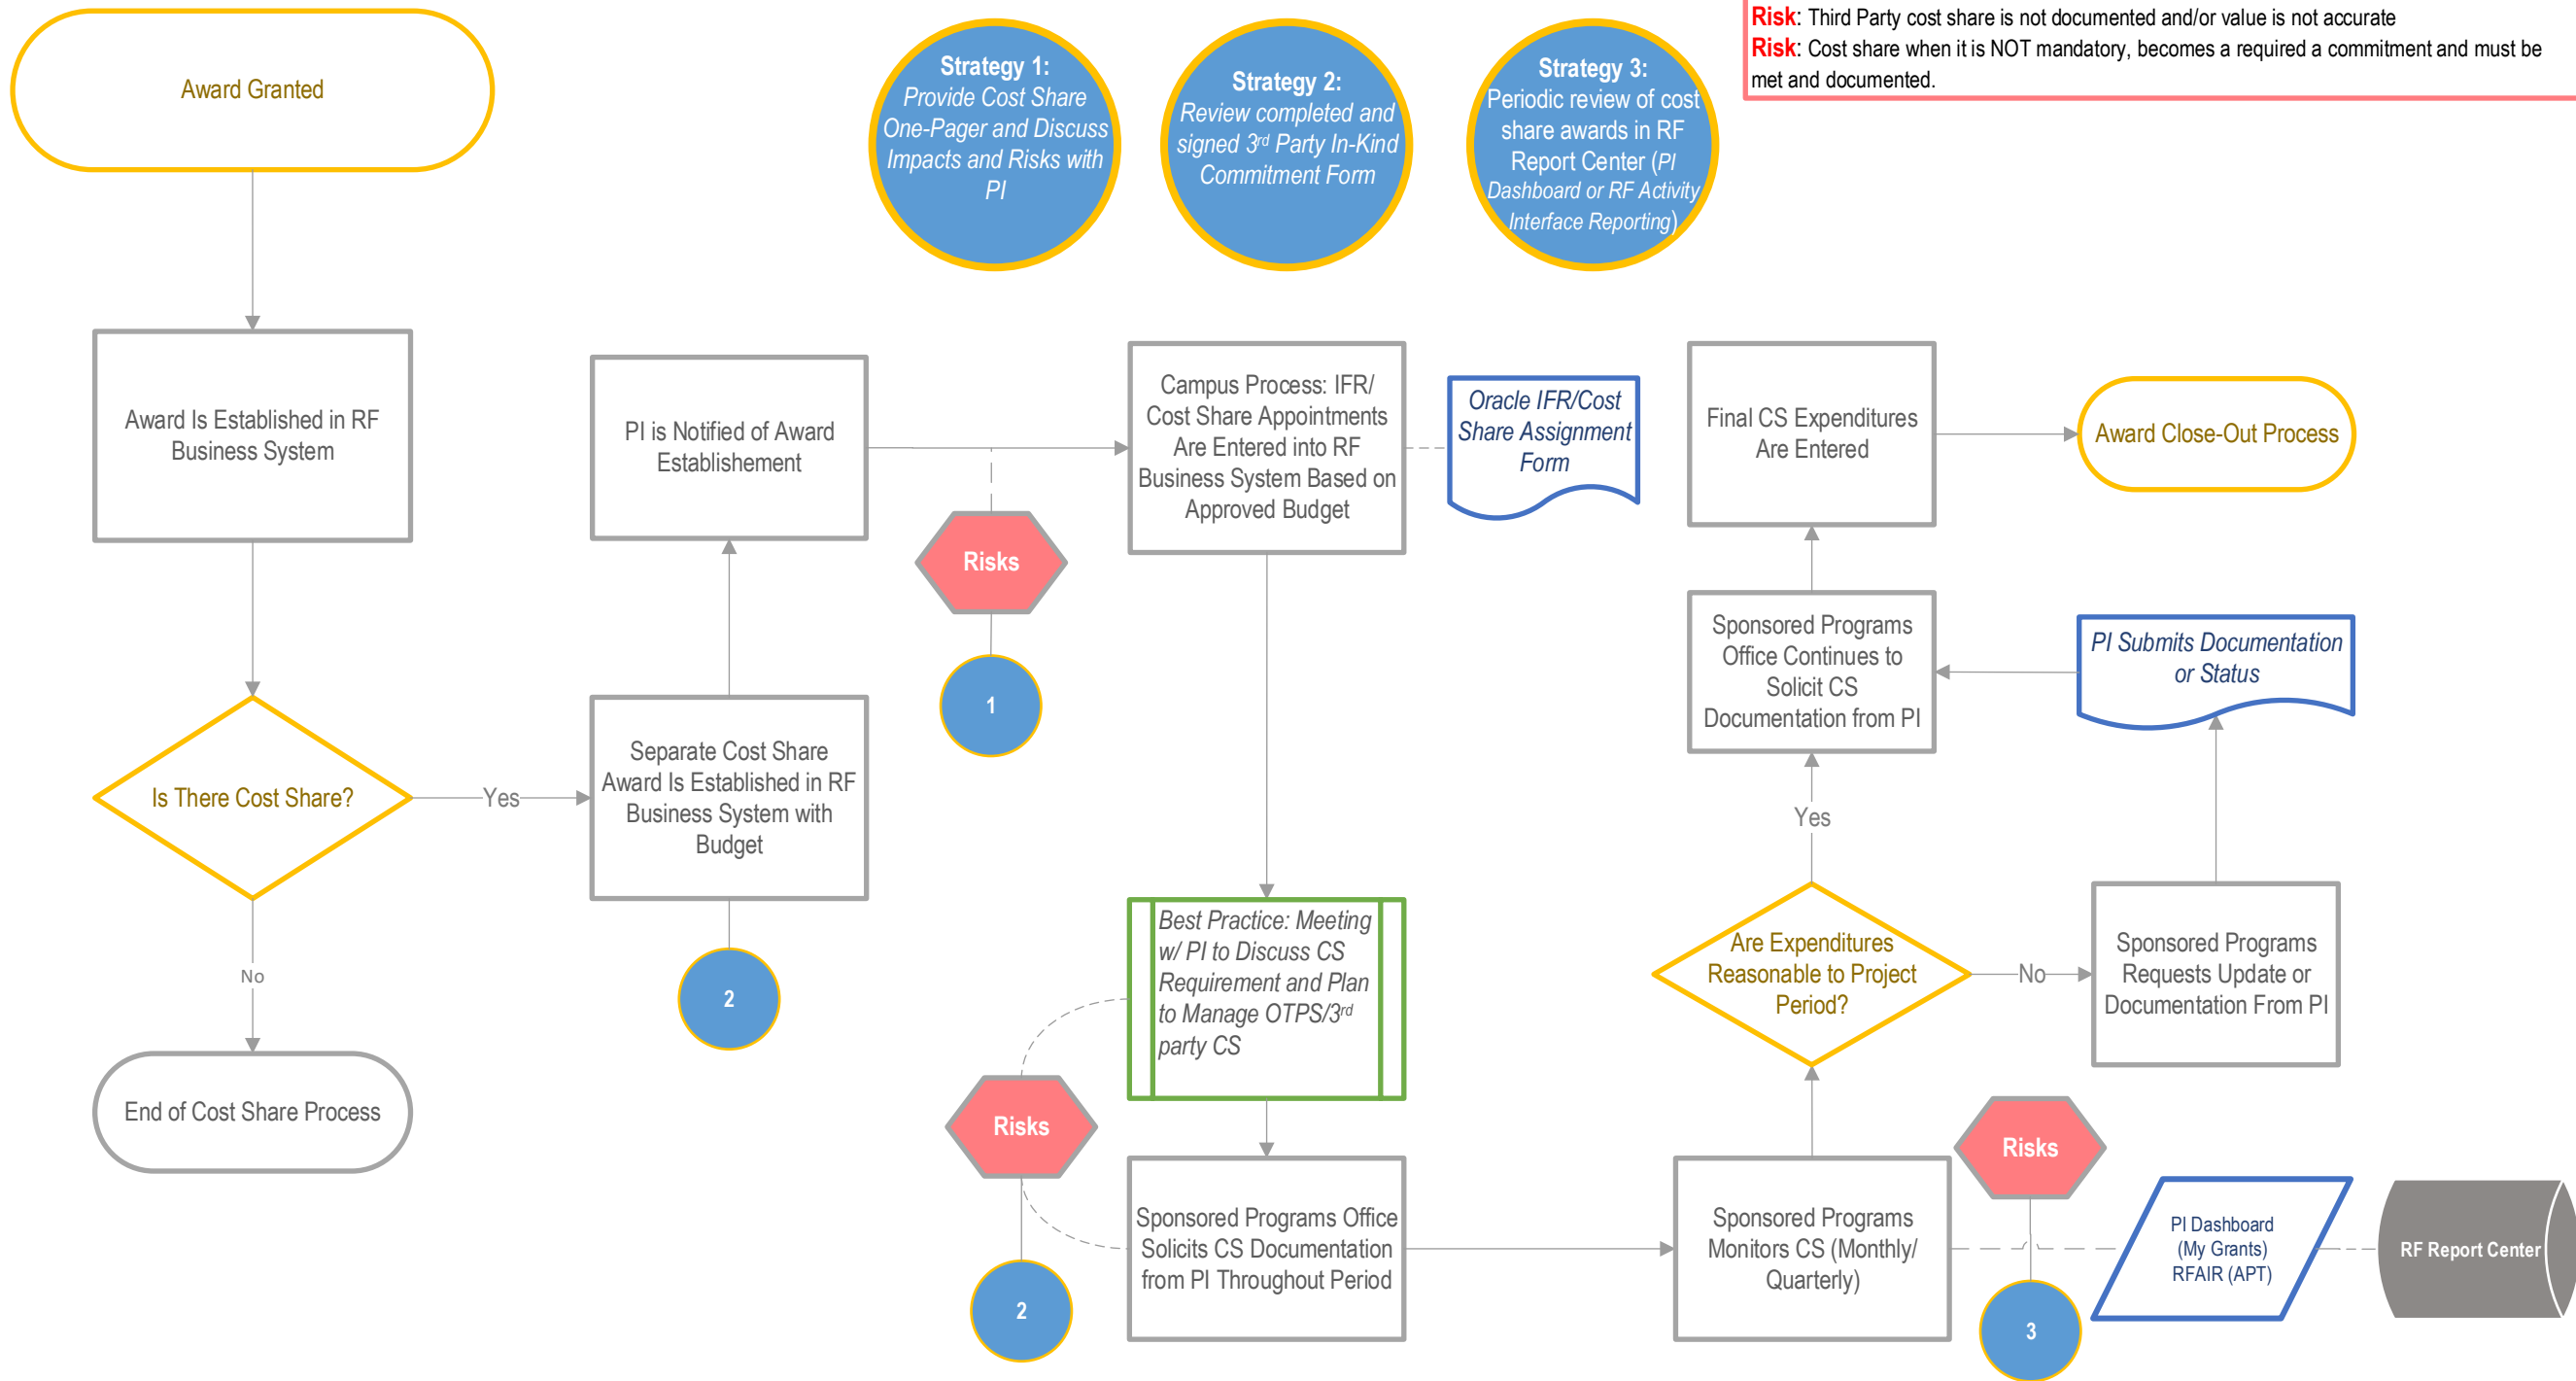 Risk: Third Party cost share is not documented and/or value is not accurate
Risk: Cost share when it is NOT mandatory, becomes a required a commitment and must be
met and documented.
Award Granted
Strategy 1:
Provide Cost Share
One-Pager and Discuss
Impacts and Risks with
PI
Strategy 2:
Review completed and
signed 3rd Party In-Kind
Commitment Form
Strategy 3:
Periodic review of cost
share awards in RF
Report Center (PI
Dashboard or RF Activity
Interface Reporting)
Award Is Established in RF
Business System
PI is Notified of Award
Establishement
Campus Process: IFR/
Cost Share Appointments
Are Entered into RF
Business System Based on
Approved Budget
Oracle IFR/Cost
Share Assignment
Form
Final CS Expenditures
Are Entered
Award Close-Out Process
Risks
1
Sponsored Programs
Office Continues to
Solicit CS
Documentation from PI
PI Submits Documentation
or Status
Is There Cost Share?
Yes
Separate Cost Share
Award Is Established in RF
Business System with
Budget
Yes
No
2
Best Practice: Meeting
w/ PI to Discuss CS
Requirement and Plan
to Manage OTPS/3rd
party CS
Are Expenditures
Reasonable to Project
Period?
No
Sponsored Programs
Requests Update or
Documentation From PI
End of Cost Share Process
Risks
2
Sponsored Programs Office
Solicits CS Documentation
from PI Throughout Period
Sponsored Programs
Monitors CS (Monthly/
Quarterly)
Risks
3
PI Dashboard
(My Grants)
RFAIR (APT)
RF Report Center